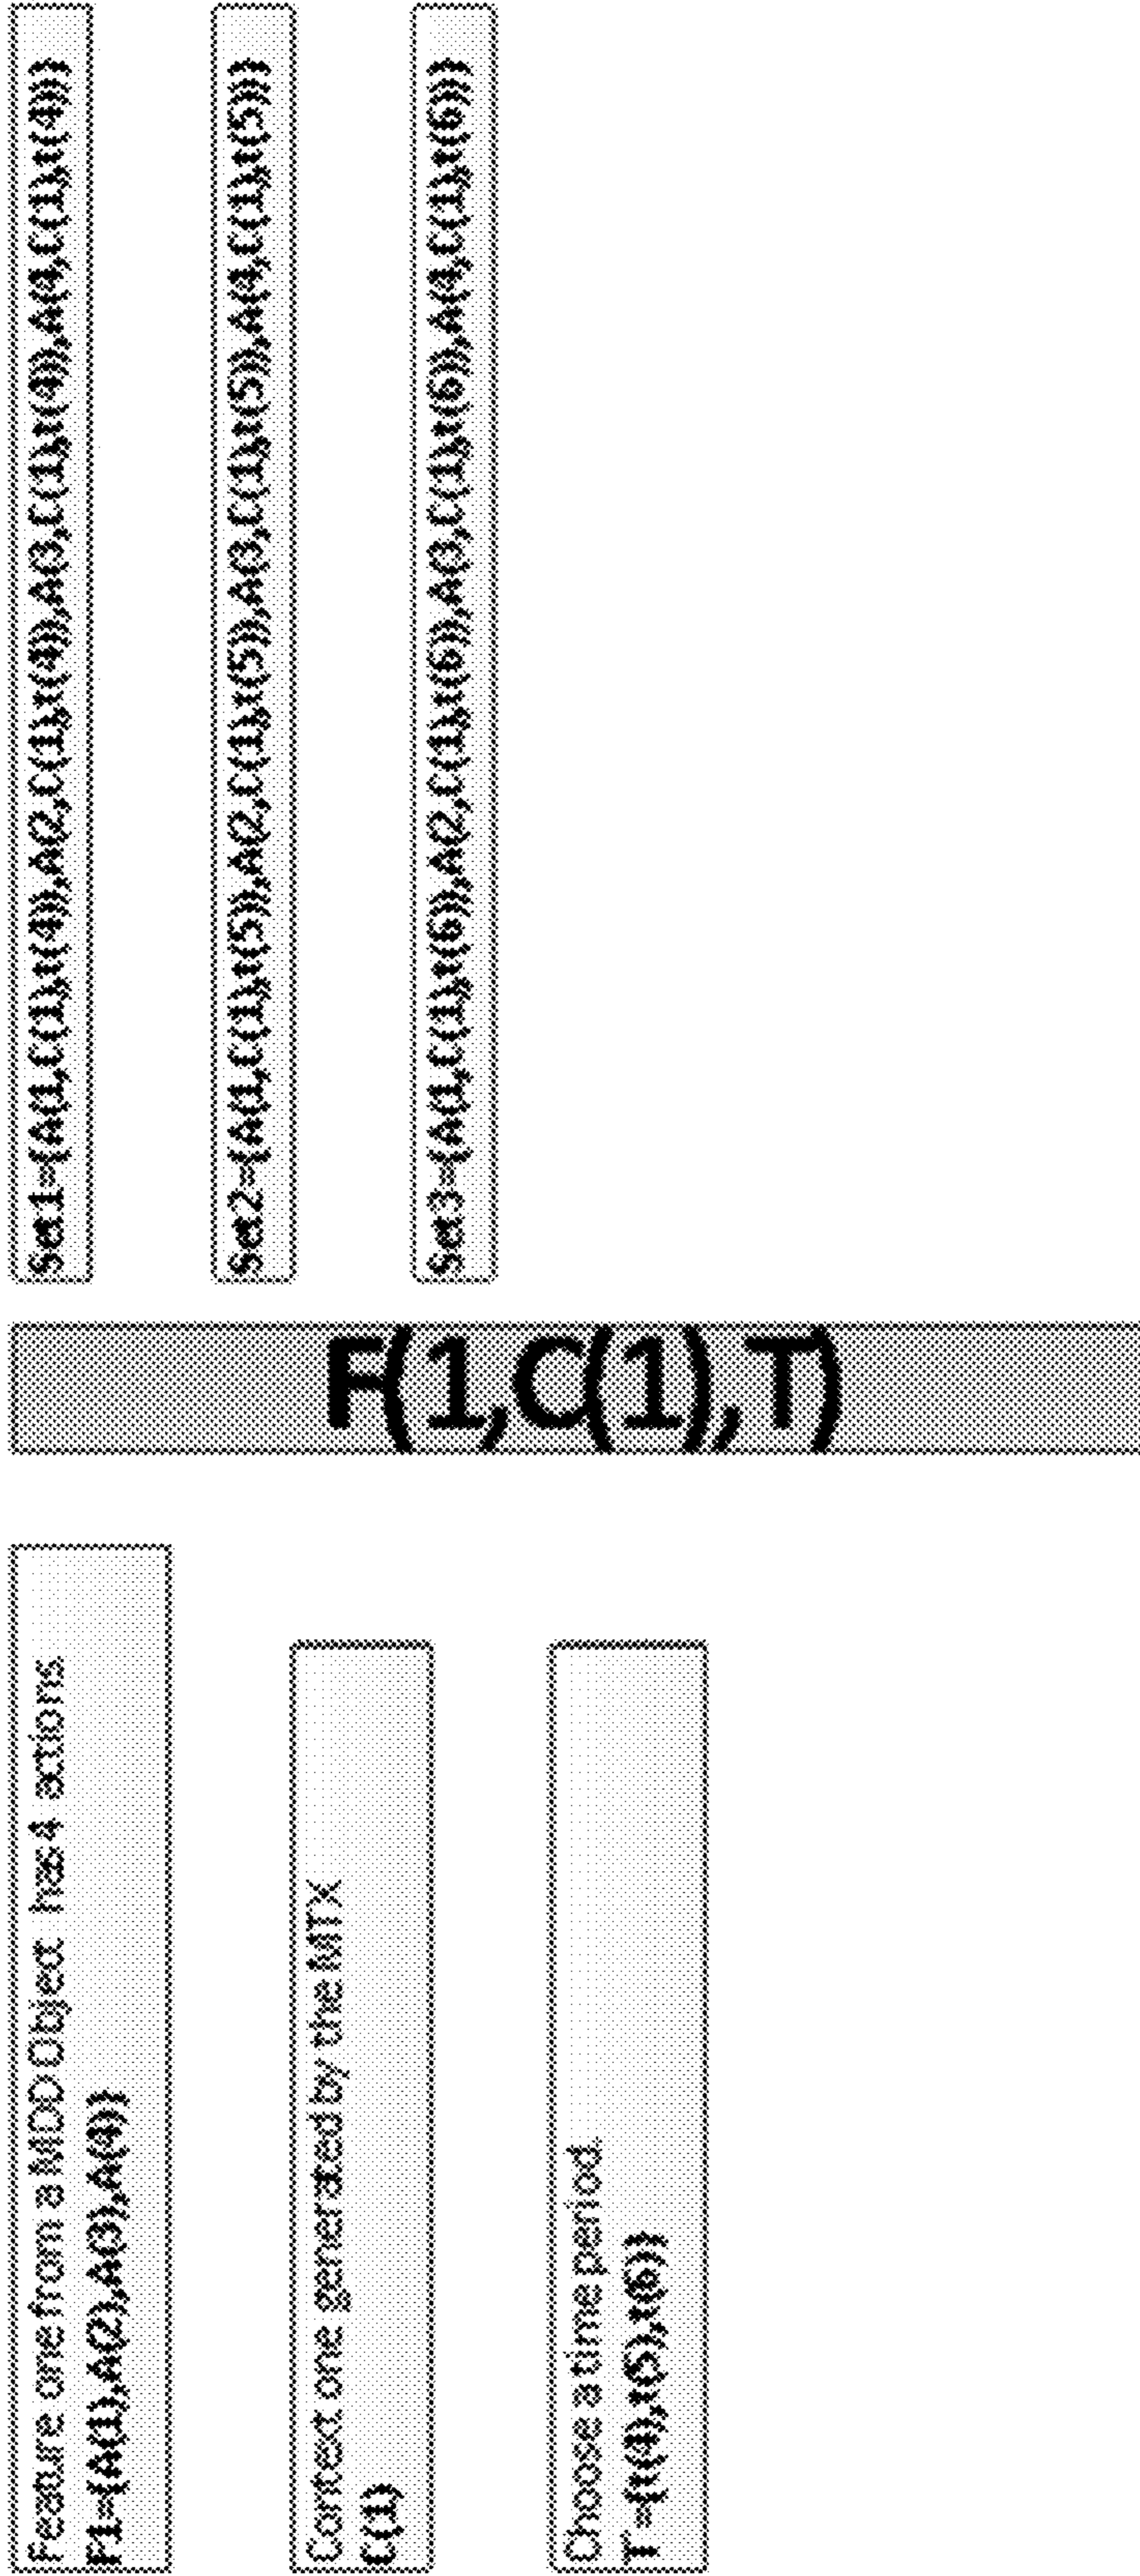 Feature one from a MDD Object has 4 actions
F1={A(1),A(2),A(3),A(4)}
Context one generated by the MTX
C(1)
Choose a time period.
T={t(4),t(5),t(6)}
F(1,C(1),T)
Set1={A(1,C(1),t(4)),A(2,C(1),t(4)),A(3,C(1),t(4)),A(4,C(1),t(4))}
Set2={A(1,C(1),t(5)),A(2,C(1),t(5)),A(3,C(1),t(5)),A(4,C(1),t(5))}
Set3={A(1,C(1),t(6)),A(2,C(1),t(6)),A(3,C(1),t(6)),A(4,C(1),t(6))}